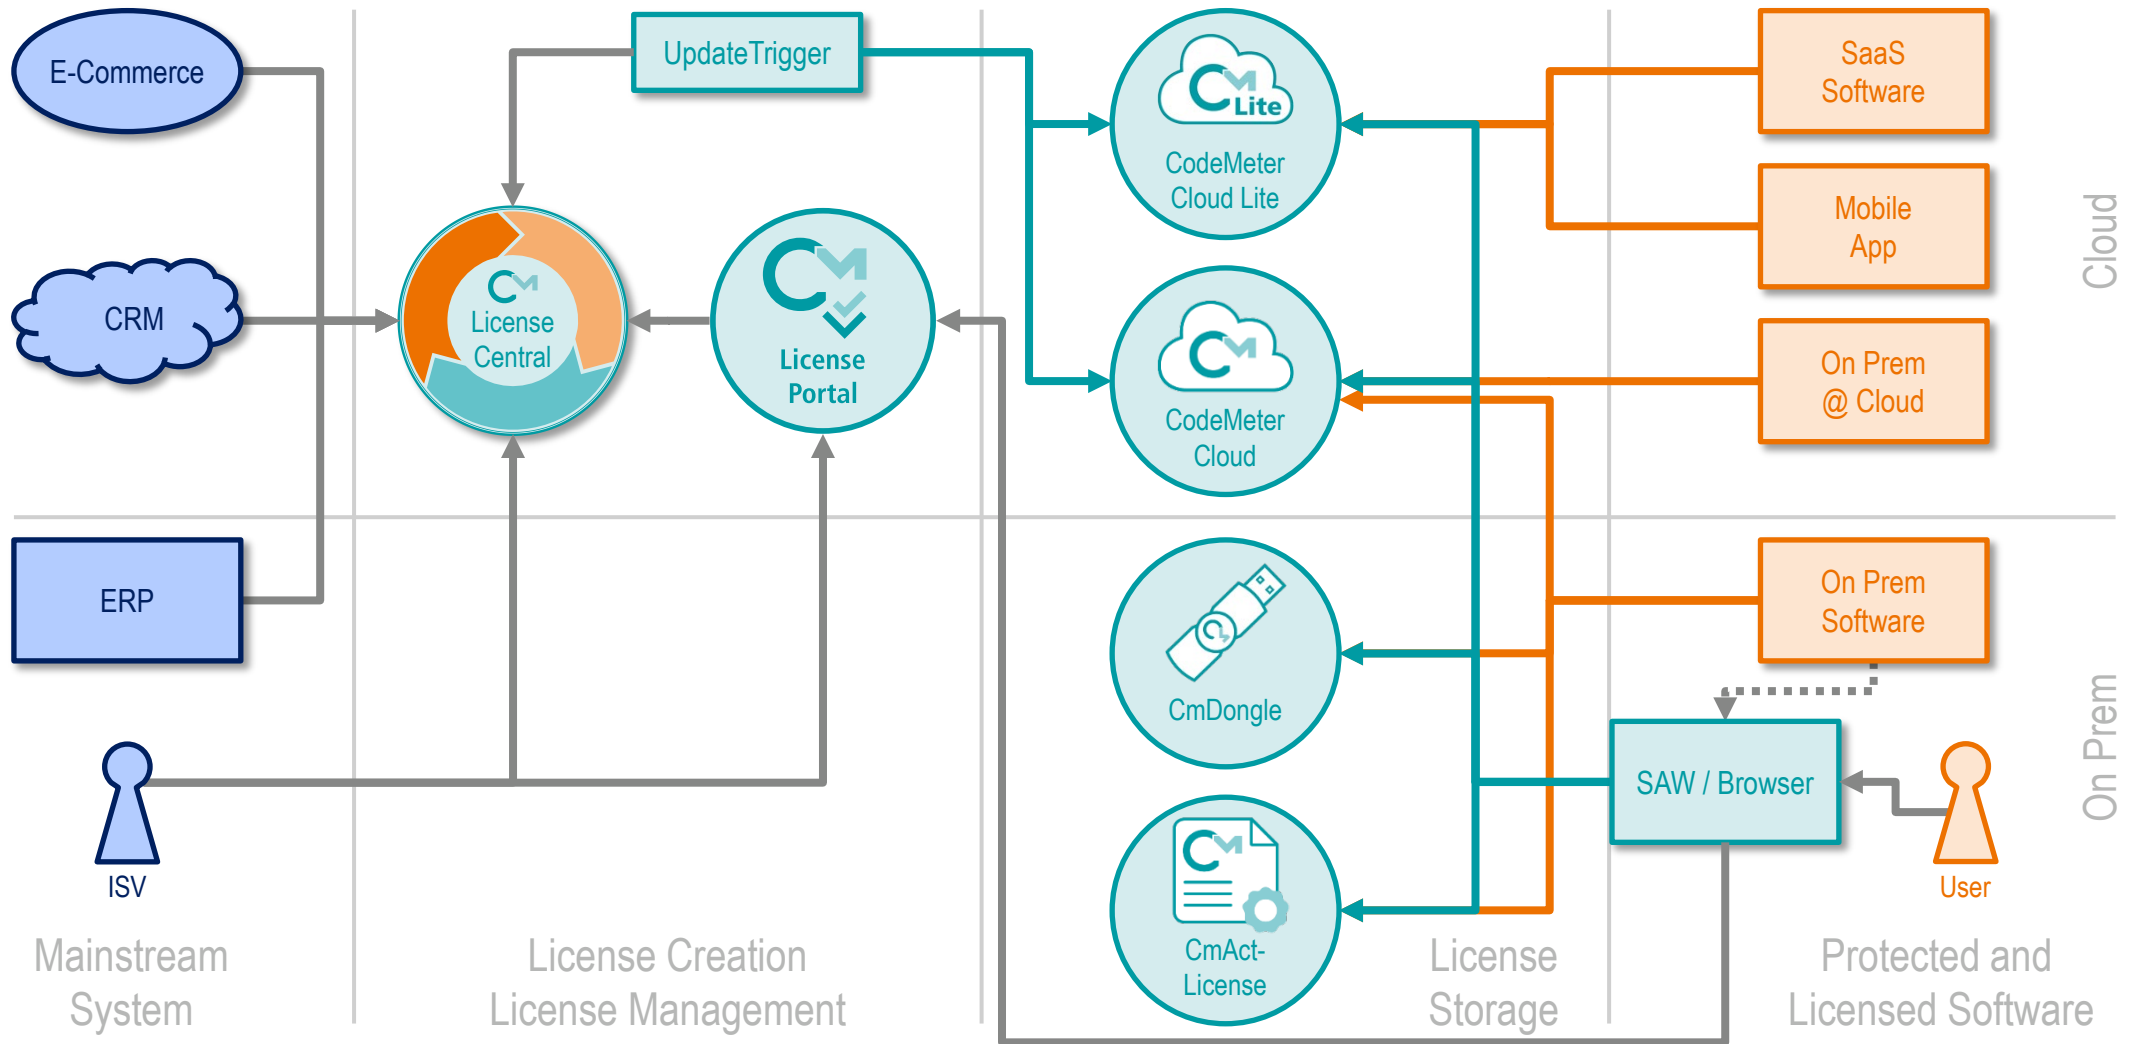 E-Commerce
CRM
ERP
ISV
Mainstream
System
UpdateTrigger
License
Central
License
Portal
License Creation
License Management
Lite
CodeMeter
Cloud Lite
CodeMeter
Cloud
CmDongle
CmAct-
License
License
Storage
SaaS
Software
Mobile
App
On Prem
@ Cloud
On Prem
Software
SAW / Browser
User
Protected and
Licensed Software
Cloud
On Prem